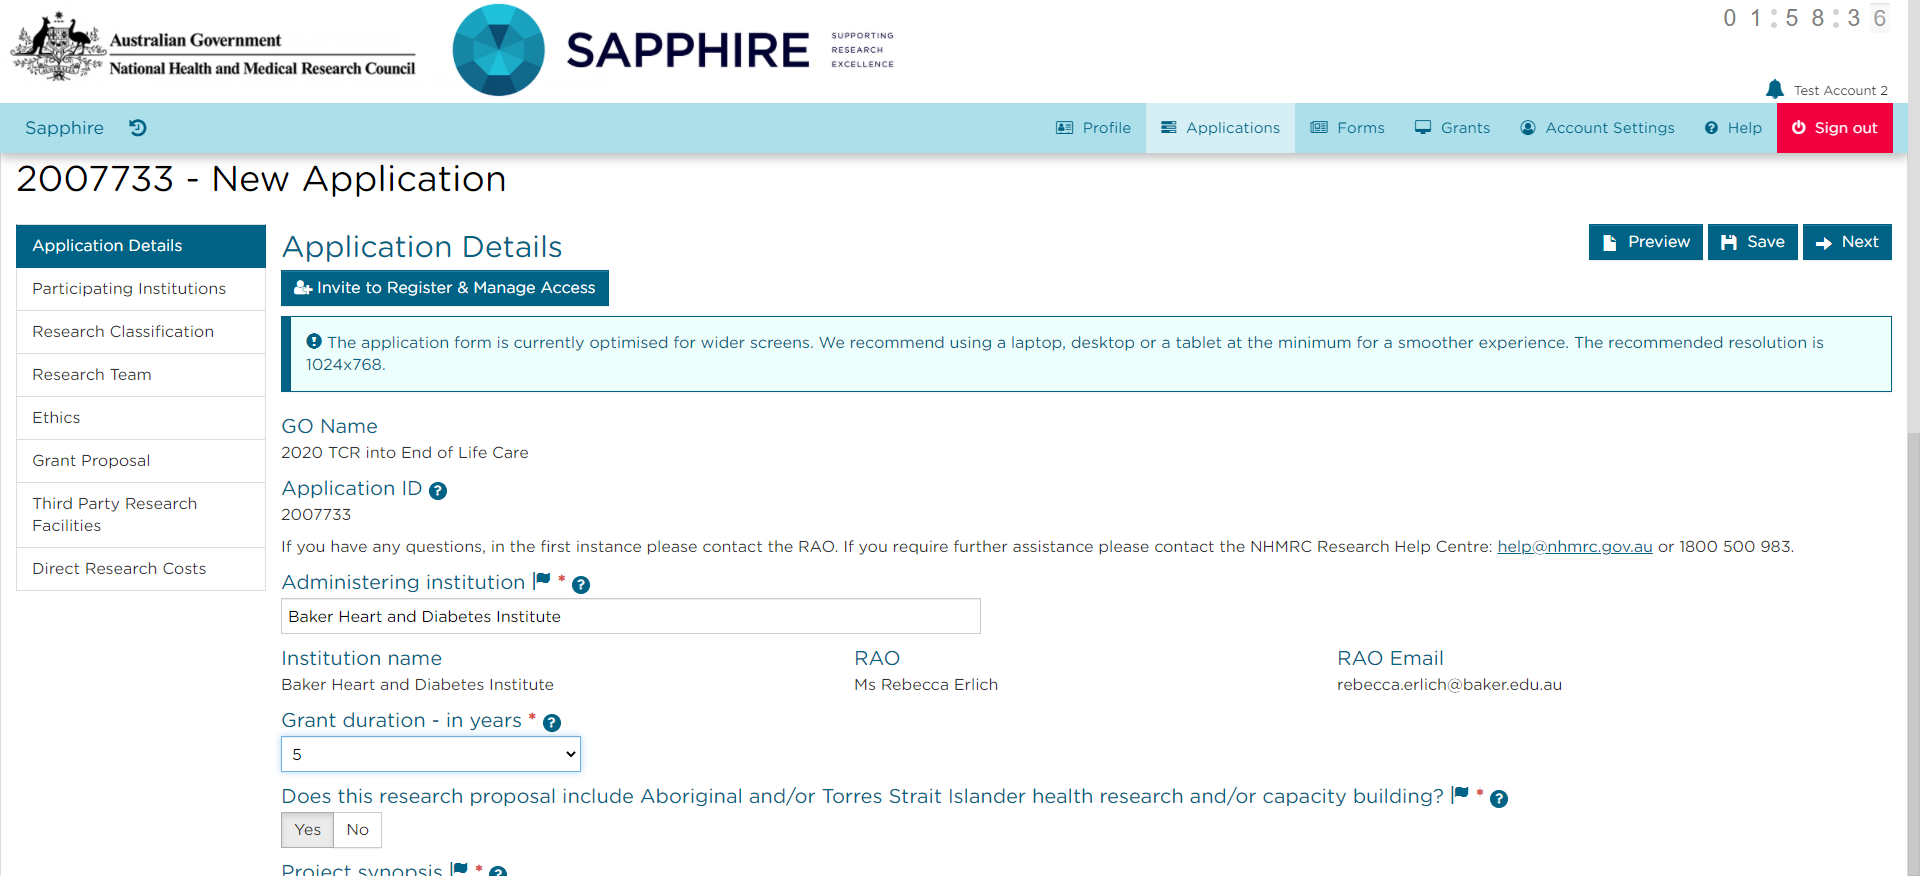 Australian Government
National Health and Medical Research Council
SAPPHIRE
SUPPORTING
RESEARCH
EXCELLENCE
01:58:36
Test Account 2
Sapphire
Profile
Applications
Forms
Grants
Account Settings
Help
Sign out
2007733 - New Application
Application Details
Participating Institutions
Research Classification
Research Team
Ethics
Grant Proposal
Third Party Research
Facilities
Direct Research Costs
Application Details
Preview
Save
Next
Invite to Register & Manage Access
The application form is currently optimised for wider screens. We recommend using a laptop, desktop or a tablet at the minimum for a smoother experience. The recommended resolution is
1024x768.
GO Name
2020 TCR into End of Life Care
Application ID
2007733
If you have any questions, in the first instance please contact the RAO. If you require further assistance please contact the NHMRC Research Help Centre: help@nhmrc.gov.au or 1800 500 983.
Administering institution *
Baker Heart and Diabetes Institute
Institution name
Baker Heart and Diabetes Institute
RAO
Ms Rebecca Erlich
RAO Email
rebecca.erlich@baker.edu.au
Grant duration - in years *
5
Does this research proposal include Aboriginal and/or Torres Strait Islander health research and/or capacity building? *
Yes
No
Project synopsis *